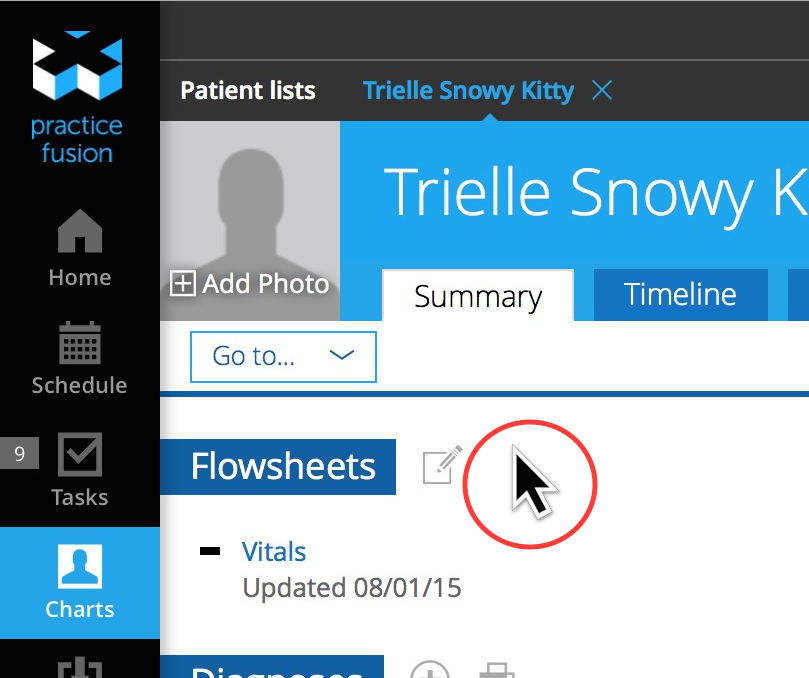 practice
fusion
Home
Schedule
9
Tasks
Charts
Patient lists
Trielle Snowy Kitty
Trielle Snowy K
Add Photo
Summary
Timeline
Go to...
Flowsheets
Vitals
Updated 08/01/15
Diagnoses